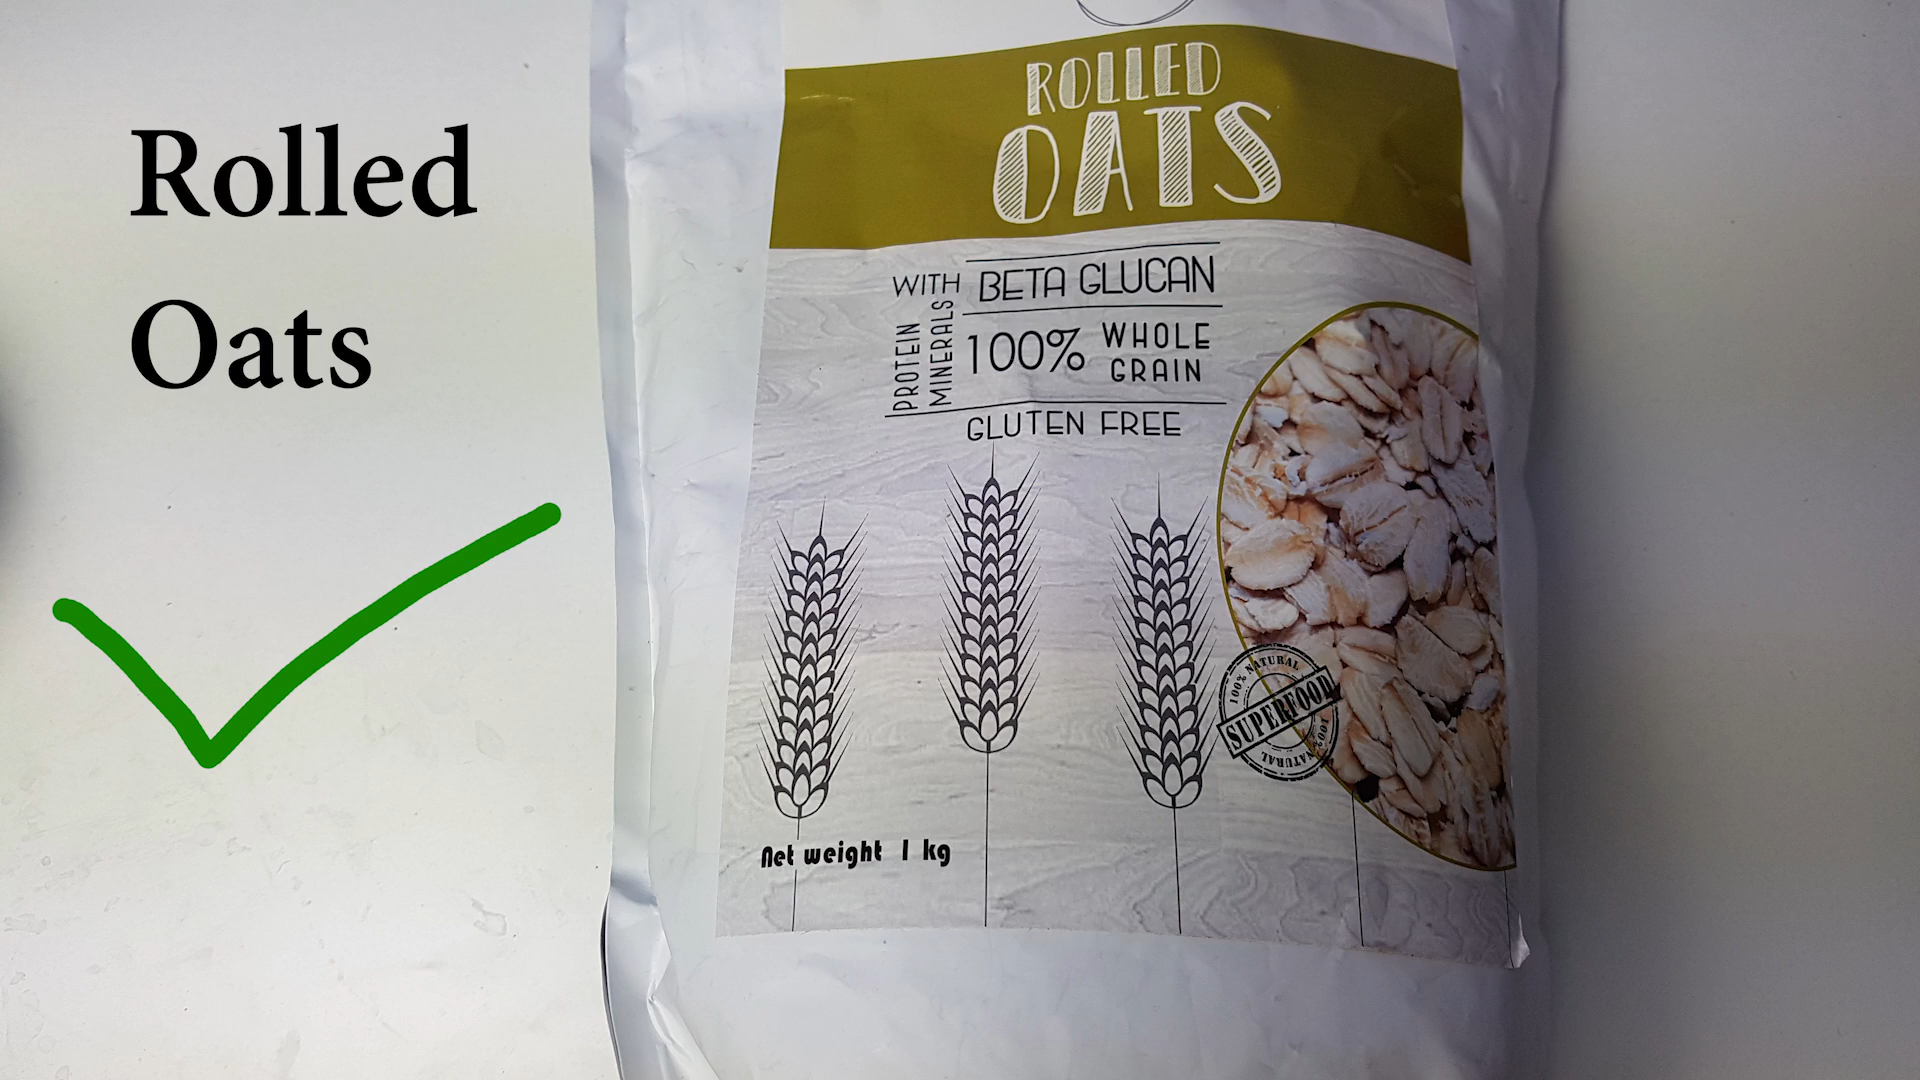 Rolled
Oats
ROLLED
OATS
WITH BETA GLUCAN
PROTEIN
MINERALS
100% WHOLE
GRAIN
GLUTEN FREE
100% NATURAL
SUPERFOOD
100% NATURAL
Net weight 1 kg